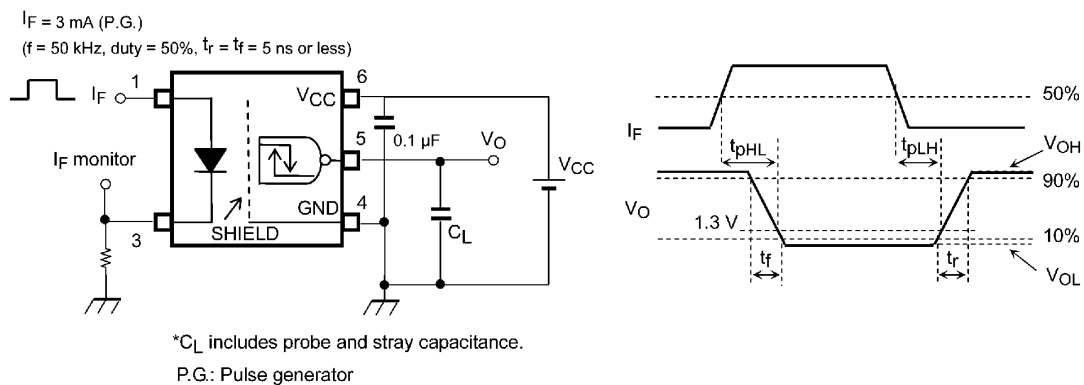 IF = 3 mA (P.G.)
(f = 50 kHz, duty = 50%, tr = tf = 5 ns or less)
1
IF
6
VCC
5
0.1 µF
VO
VCC
IF monitor
3
GND
4
SHIELD
CL
*CL includes probe and stray capacitance.
P.G.: Pulse generator
50%
IF
tpHL
tpLH
VOH
90%
VO
1.3 V
10%
tf
tr
VOL